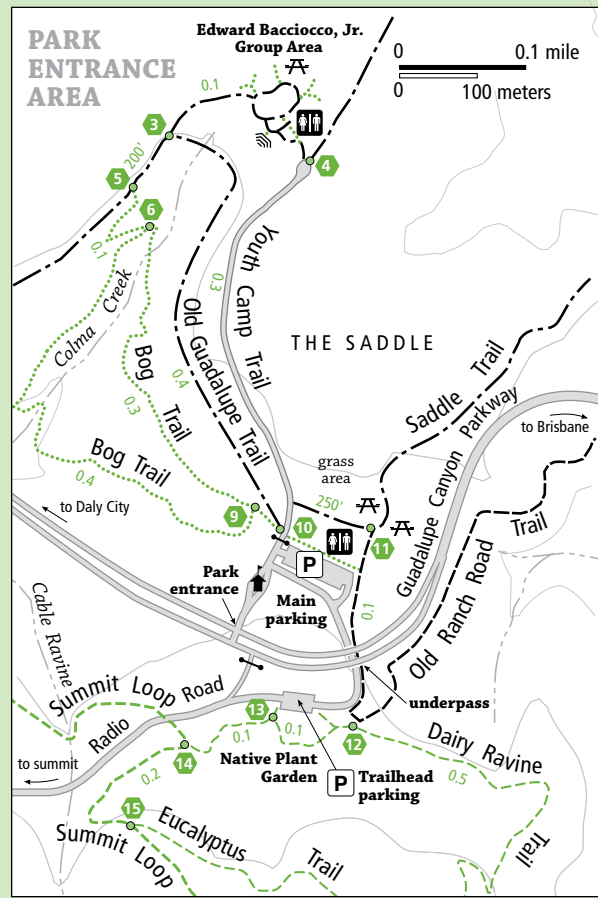 PARK
ENTRANCE
AREA
Edward Bacciocco, Jr.
Group Area
0 0.1 mile
0 100 meters
0.1
3
4
200'
5
6
0.1
Colma Creek
Youth Camp Trail
0.3
Old Guadalupe Trail
0.4
THE SADDLE
Bog Trail
0.3
Saddle Trail
Bog Trail
0.4
to Brisbane
Guadalupe Canyon Parkway
grass
area
250'
to Daly City
9
10
11
P
Old Ranch Road Trail
Park
entrance
Main
parking
0.1
Cable Ravine
underpass
Summit Loop
Radio Road
13
12
Dairy Ravine Trail
0.1
0.1
14
Native Plant
Garden
P
Trailhead
parking
0.5
to summit
0.2
15
Eucalyptus Trail
Summit Loop